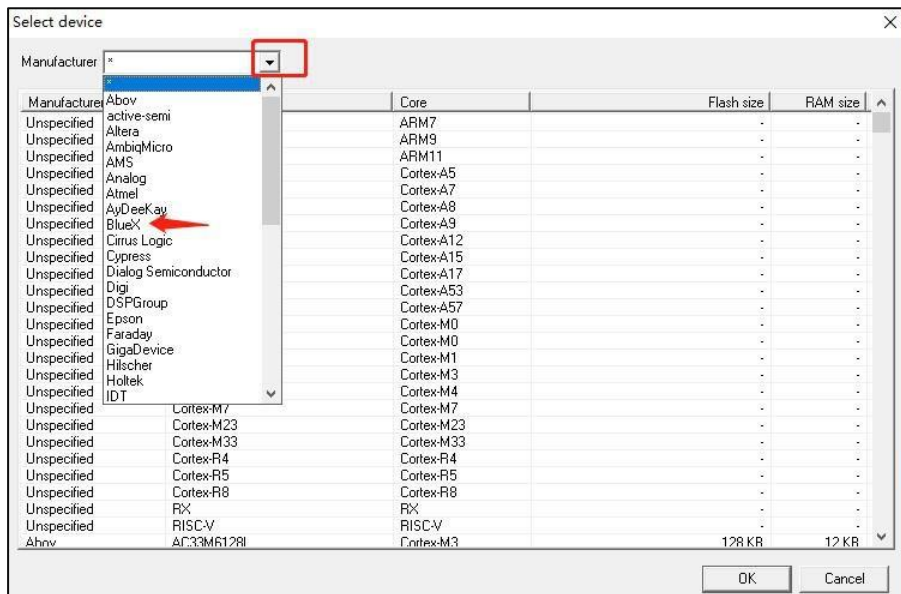 Select device
Manufacturer *
*
Abov
active-semi
Altera
AmbiqMicro
AMS
Analog
Atmel
AyDeeKay
BlueX
Cirrus Logic
Cypress
Dialog Semiconductor
Digi
DSPGroup
Epson
Faraday
GigaDevice
Hilscher
Holtek
IDT
Manufacturer Core Flash size RAM size
Unspecified ARM7 - -
Unspecified ARM9 - -
Unspecified ARM11 - -
Unspecified Cortex-A5 - -
Unspecified Cortex-A7 - -
Unspecified Cortex-A8 - -
Unspecified Cortex-A9 - -
Unspecified Cortex-A12 - -
Unspecified Cortex-A15 - -
Unspecified Cortex-A17 - -
Unspecified Cortex-A53 - -
Unspecified Cortex-A57 - -
Unspecified Cortex-M0 - -
Unspecified Cortex-M0 - -
Unspecified Cortex-M1 - -
Unspecified Cortex-M3 - -
Unspecified Cortex-M4 - -
Unspecified Cortex-M7 Cortex-M7 - -
Unspecified Cortex-M23 Cortex-M23 - -
Unspecified Cortex-M33 Cortex-M33 - -
Unspecified Cortex-R4 Cortex-R4 - -
Unspecified Cortex-R5 Cortex-R5 - -
Unspecified Cortex-R8 Cortex-R8 - -
Unspecified RX RX - -
Unspecified RISC-V RISC-V - -
Abov AC33M6128L Cortex-M3 128 KB 12 KB
OK Cancel